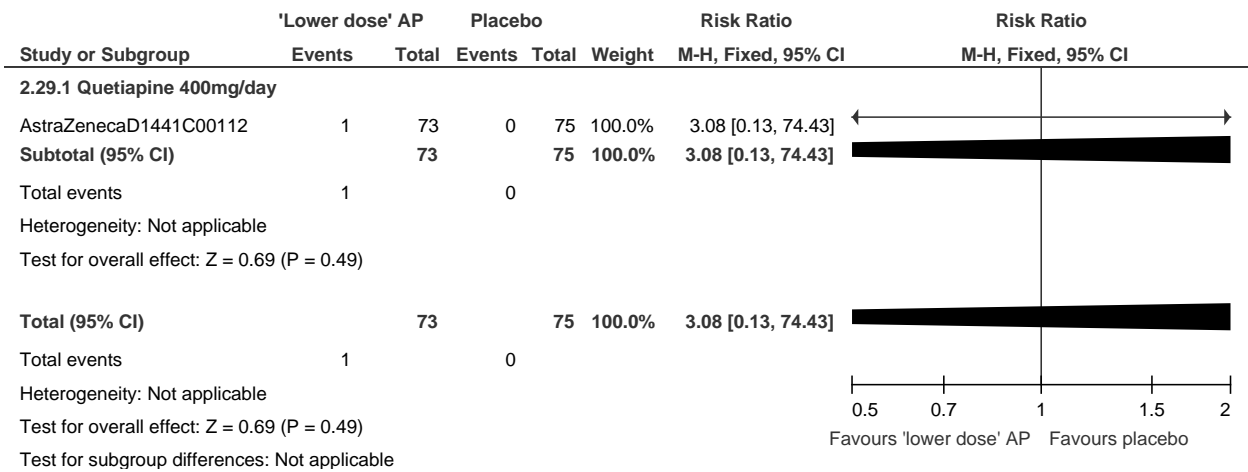 'Lower dose' AP Placebo Risk Ratio Risk Ratio
Study or Subgroup Events Total Events Total Weight M-H, Fixed, 95% CI M-H, Fixed, 95% CI
2.29.1 Quetiapine 400mg/day
AstraZenecaD1441C00112 1 73 0 75 100.0% 3.08 [0.13, 74.43]
Subtotal (95% CI) 73 75 100.0% 3.08 [0.13, 74.43]
Total events 1 0
Heterogeneity: Not applicable
Test for overall effect: Z = 0.69 (P = 0.49)
Total (95% CI) 73 75 100.0% 3.08 [0.13, 74.43]
Total events 1 0
Heterogeneity: Not applicable
0.5 0.7 1 1.5 2
Test for overall effect: Z = 0.69 (P = 0.49)
Favours 'lower dose' AP Favours placebo
Test for subgroup differences: Not applicable